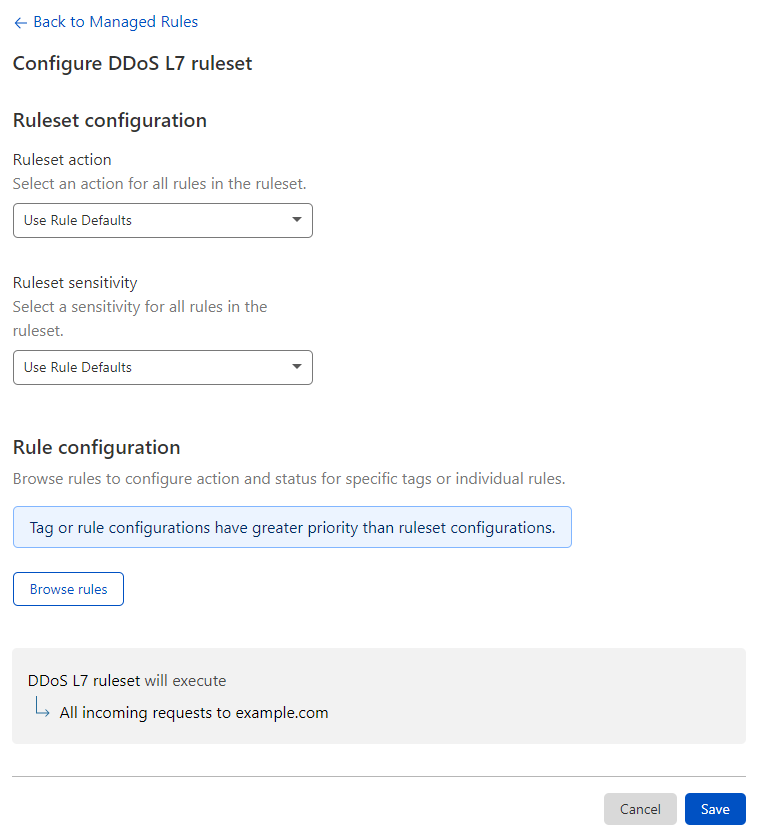 ← Back to Managed Rules
Configure DDoS L7 ruleset
Ruleset configuration
Ruleset action
Select an action for all rules in the ruleset.
Use Rule Defaults
Ruleset sensitivity
Select a sensitivity for all rules in the
ruleset.
Use Rule Defaults
Rule configuration
Browse rules to configure action and status for specific tags or individual rules.
Tag or rule configurations have greater priority than ruleset configurations.
Browse rules
DDoS L7 ruleset will execute
All incoming requests to example.com
Cancel Save